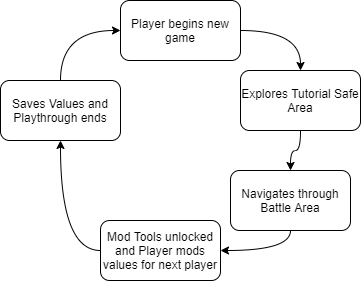 Player begins new
game
Explores Tutorial Safe
Area
Navigates through
Battle Area
Mod Tools unlocked
and Player mods
values for next player
Saves Values and
Playthrough ends